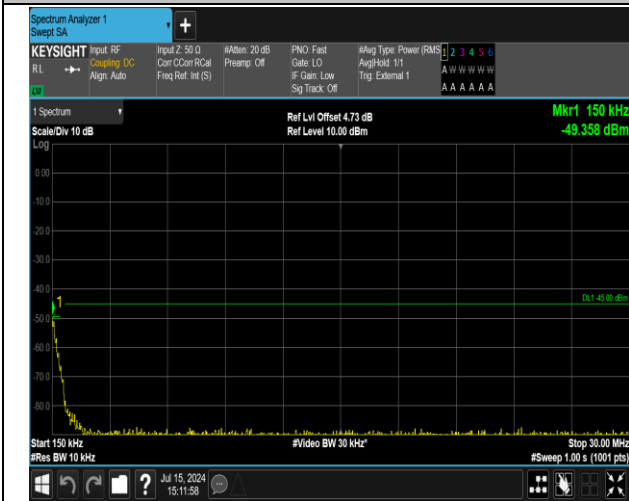 Spectrum Analyzer 1
Swept SA
+
KEYSIGHT Input: RF Input Z: 50 Ω #Atten: 20 dB PNO: Fast #Avg Type: Power (RMS 1 2 3 4 5 6
RL Coupling: DC Corr CCorr RCal Preamp: Off Gate: LO Avg|Hold: 1/1 A W W W W W
Align: Auto Freq Ref: Int (S) IF Gain: Low Trig: External 1
Sig Track: Off A A A A A A
1 Spectrum Ref Lvl Offset 4.73 dB Mkr1 150 kHz
Scale/Div 10 dB Ref Level 10.00 dBm -49.358 dBm
Log
0.00
-10.0
-20.0
-30.0
-40.0
1 DL1 -45.00 dBm
-50.0
-60.0
-70.0
-80.0
Start 150 kHz #Video BW 30 kHz* Stop 30.00 MHz
#Res BW 10 kHz #Sweep 1.00 s (1001 pts)
? Jul 15, 2024
15:11:58